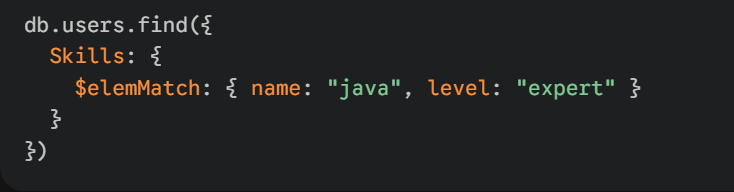 db.users.find({
  Skills: {
    $elemMatch: { name: "java", level: "expert" }
  }
})